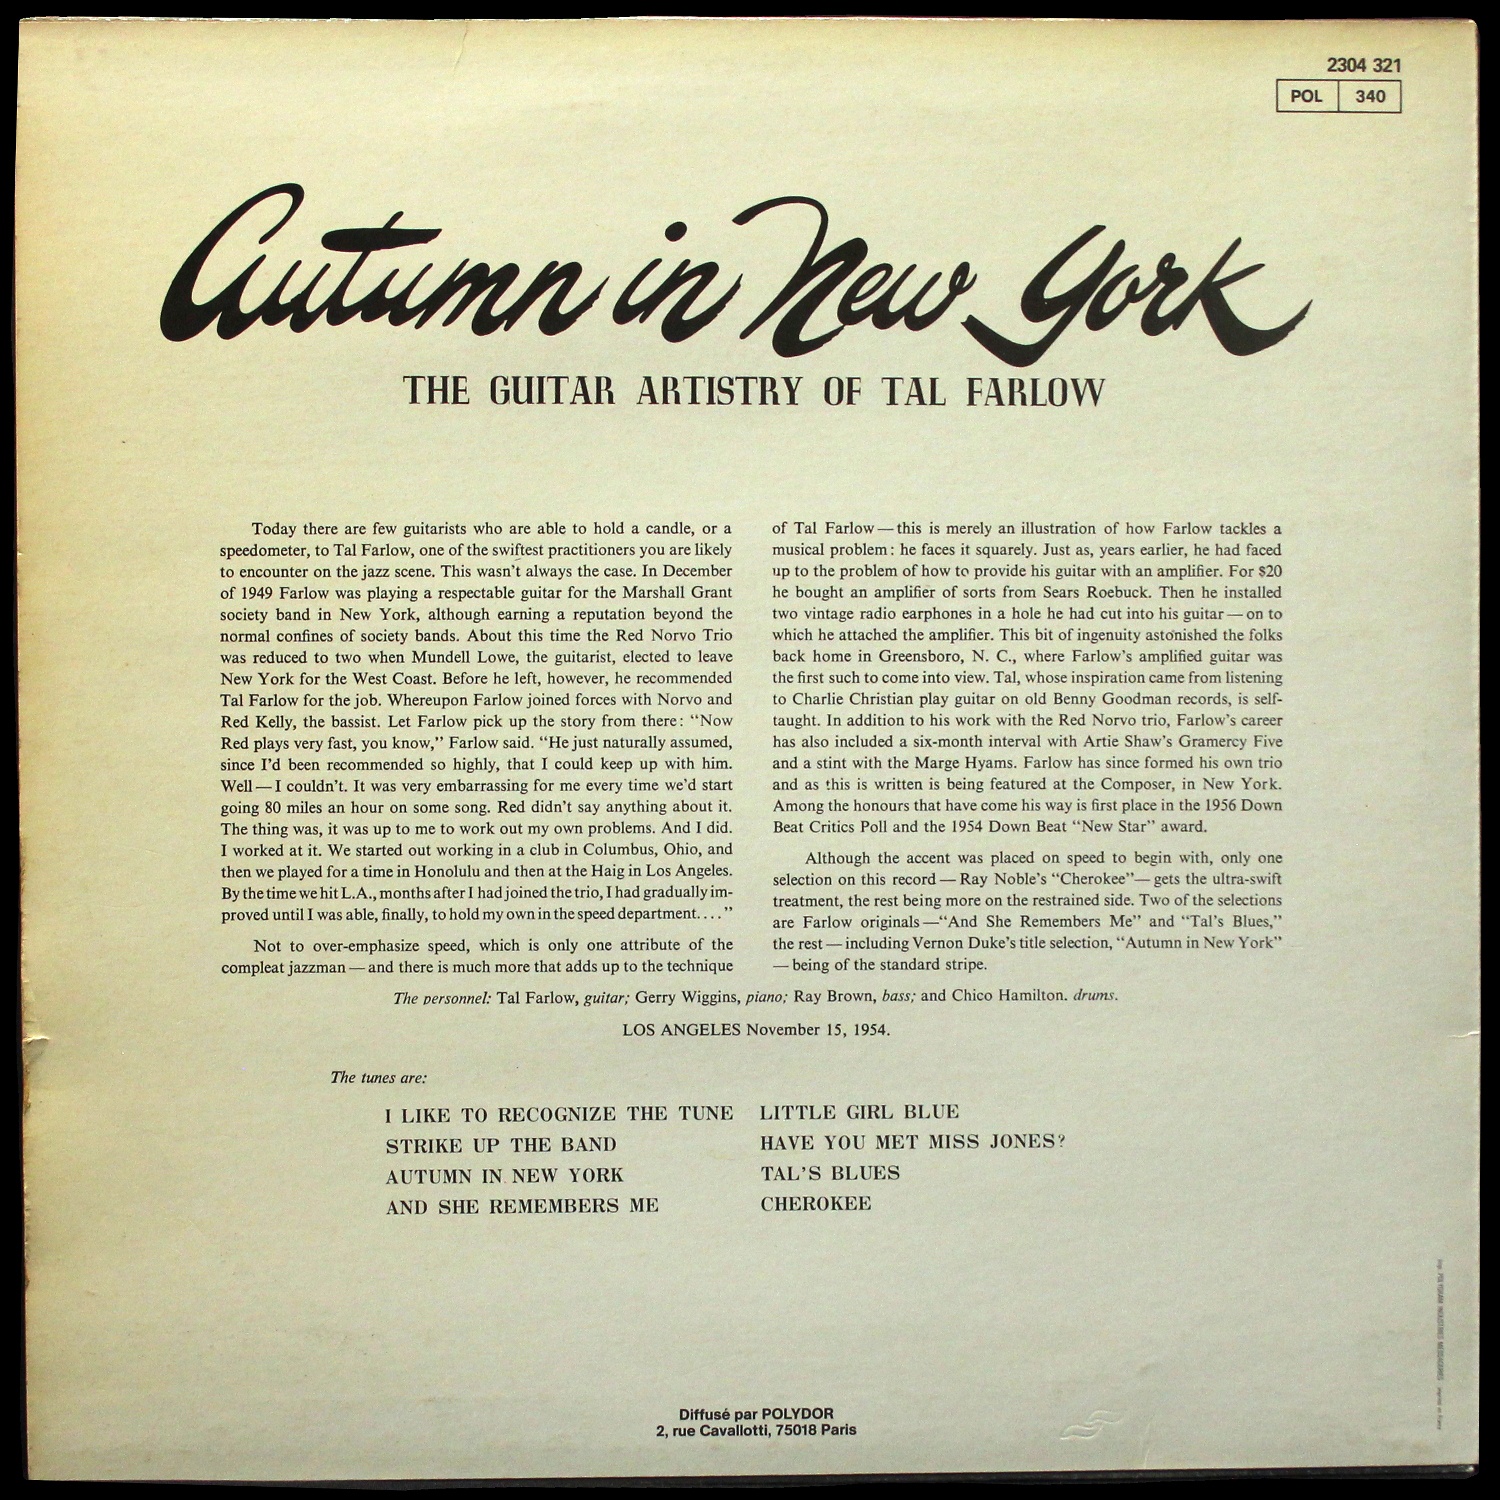 2304 321
POL 340
Autumn in New York
THE GUITAR ARTISTRY OF TAL FARLOW
Today there are few guitarists who are able to hold a candle, or a
speedometer, to Tal Farlow, one of the swiftest practitioners you are likely
to encounter on the jazz scene. This wasn't always the case. In December
of 1949 Farlow was playing a respectable guitar for the Marshall Grant
society band in New York, although earning a reputation beyond the
normal confines of society bands. About this time the Red Norvo Trio
was reduced to two when Mundell Lowe, the guitarist, elected to leave
New York for the West Coast. Before he left, however, he recommended
Tal Farlow for the job. Whereupon Farlow joined forces with Norvo and
Red Kelly, the bassist. Let Farlow pick up the story from there: “Now
Red plays very fast, you know,” Farlow said. “He just naturally assumed,
since I'd been recommended so highly, that I could keep up with him.
Well — I couldn't. It was very embarrassing for me every time we'd start
going 80 miles an hour on some song. Red didn't say anything about it.
The thing was, it was up to me to work out my own problems. And I did.
I worked at it. We started out working in a club in Columbus, Ohio, and
then we played for a time in Honolulu and then at the Haig in Los Angeles.
By the time we hit L.A., months after I had joined the trio, I had gradually im-
proved until I was able, finally, to hold my own in the speed department. . . .”
Not to over-emphasize speed, which is only one attribute of the
compleat jazzman — and there is much more that adds up to the technique
of Tal Farlow — this is merely an illustration of how Farlow tackles a
musical problem: he faces it squarely. Just as, years earlier, he had faced
up to the problem of how to provide his guitar with an amplifier. For $20
he bought an amplifier of sorts from Sears Roebuck. Then he installed
two vintage radio earphones in a hole he had cut into his guitar — on to
which he attached the amplifier. This bit of ingenuity astonished the folks
back home in Greensboro, N. C., where Farlow's amplified guitar was
the first such to come into view. Tal, whose inspiration came from listening
to Charlie Christian play guitar on old Benny Goodman records, is self-
taught. In addition to his work with the Red Norvo trio, Farlow's career
has also included a six-month interval with Artie Shaw's Gramercy Five
and a stint with the Marge Hyams. Farlow has since formed his own trio
and as this is written is being featured at the Composer, in New York.
Among the honours that have come his way is first place in the 1956 Down
Beat Critics Poll and the 1954 Down Beat “New Star” award.
Although the accent was placed on speed to begin with, only one
selection on this record — Ray Noble's “Cherokee”— gets the ultra-swift
treatment, the rest being more on the restrained side. Two of the selections
are Farlow originals —“And She Remembers Me” and “Tal's Blues,”
the rest — including Vernon Duke's title selection, “Autumn in New York”
— being of the standard stripe.
The personnel: Tal Farlow, guitar; Gerry Wiggins, piano; Ray Brown, bass; and Chico Hamilton. drums.
LOS ANGELES November 15, 1954.
The tunes are:
I LIKE TO RECOGNIZE THE TUNE
STRIKE UP THE BAND
AUTUMN IN NEW YORK
AND SHE REMEMBERS ME
LITTLE GIRL BLUE
HAVE YOU MET MISS JONES?
TAL'S BLUES
CHEROKEE
Diffusé par POLYDOR
2, rue Cavallotti, 75018 Paris